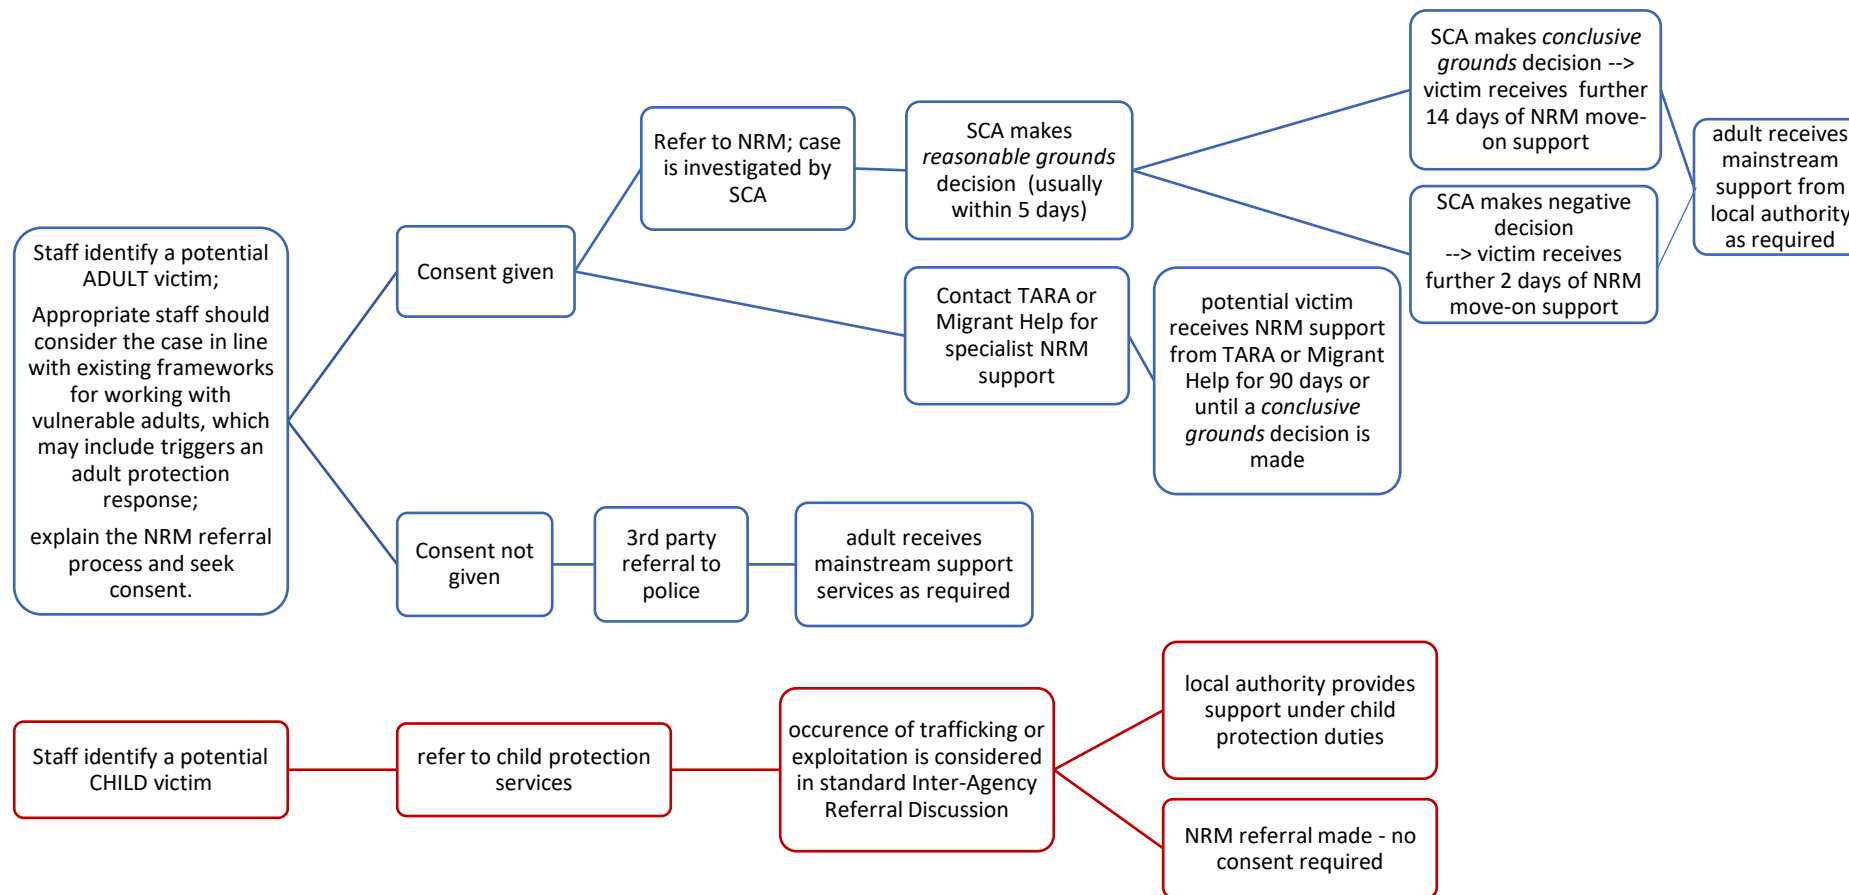 Staff identify a potential
ADULT victim;
Appropriate staff should
consider the case in line
with existing frameworks
for working with
vulnerable adults, which
may include triggers an
adult protection
response;
explain the NRM referral
process and seek
consent.
Consent given
Refer to NRM; case
is investigated by
SCA
SCA makes
reasonable grounds
decision (usually
within 5 days)
SCA makes conclusive
grounds decision -->
victim receives further
14 days of NRM move-
on support
SCA makes negative
decision
--> victim receives
further 2 days of NRM
move-on support
adult receives
mainstream
support from
local authority
as required
Contact TARA or
Migrant Help for
specialist NRM
support
potential victim
receives NRM support
from TARA or Migrant
Help for 90 days or
until a conclusive
grounds decision is
made
Consent not
given
3rd party
referral to
police
adult receives
mainstream support
services as required
Staff identify a potential
CHILD victim
refer to child protection
services
occurence of trafficking or
exploitation is considered
in standard Inter-Agency
Referral Discussion
local authority provides
support under child
protection duties
NRM referral made - no
consent required